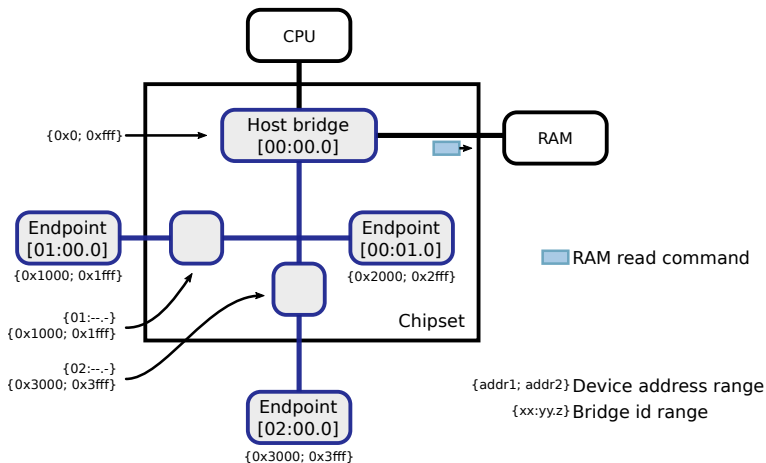 CPU
Host bridge
[00:00.0]
{0x0; 0xfff}
RAM
Endpoint
[01:00.0]
{0x1000; 0x1fff}
Endpoint
[00:01.0]
{0x2000; 0x2fff}
RAM read command
{01:--.-}
{0x1000; 0x1fff}
Chipset
{02:--.-}
{0x3000; 0x3fff}
Endpoint
[02:00.0]
{0x3000; 0x3fff}
{addr1; addr2} Device address range
{xx:yy.z} Bridge id range